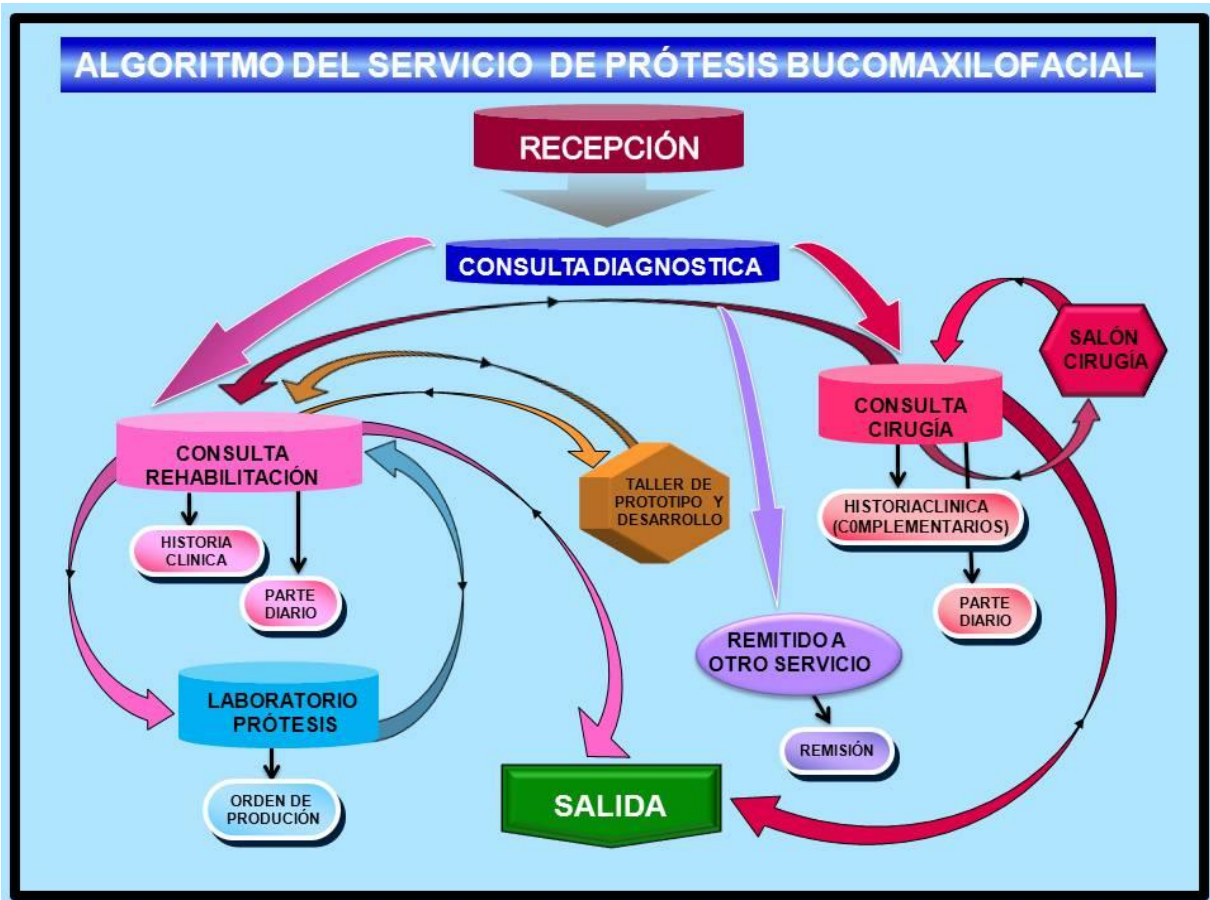 ALGORITMO DEL SERVICIO DE PRÓTESIS BUCOMAXILOFACIAL
RECEPCIÓN
CONSULTA DIAGNOSTICA
SALÓN
CIRUGÍA
CONSULTA
CIRUGÍA
CONSULTA
REHABILITACIÓN
TALLER DE
PROTOTIPO Y
DESARROLLO
HISTORIACLINICA
(C0MPLEMENTARIOS)
HISTORIA
CLINICA
PARTE
DIARIO
PARTE
DIARIO
REMITIDO A
OTRO SERVICIO
LABORATORIO
PRÓTESIS
REMISIÓN
ORDEN DE
PRODUCIÓN
SALIDA